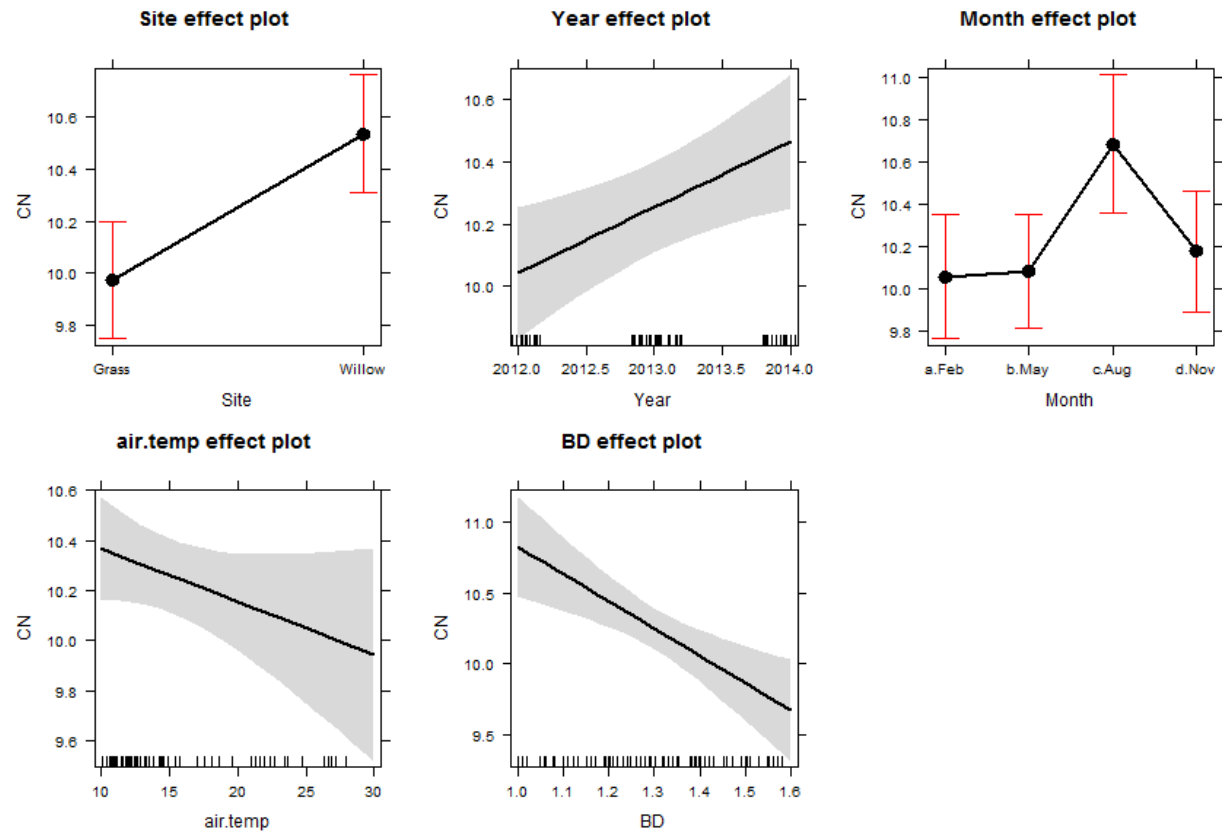 Site effect plot
CN
10.6
10.4
10.2
10.0
9.8
Grass
Willow
Site
Year effect plot
CN
10.6
10.4
10.2
10.0
2012.0
2012.5
2013.0
2013.5
2014.0
Year
Month effect plot
CN
11.0
10.8
10.6
10.4
10.2
10.0
9.8
a.Feb
b.May
c.Aug
d.Nov
Month
air.temp effect plot
CN
10.6
10.4
10.2
10.0
9.8
9.6
10
15
20
25
30
air.temp
BD effect plot
CN
11.0
10.5
10.0
9.5
1.0
1.1
1.2
1.3
1.4
1.5
1.6
BD